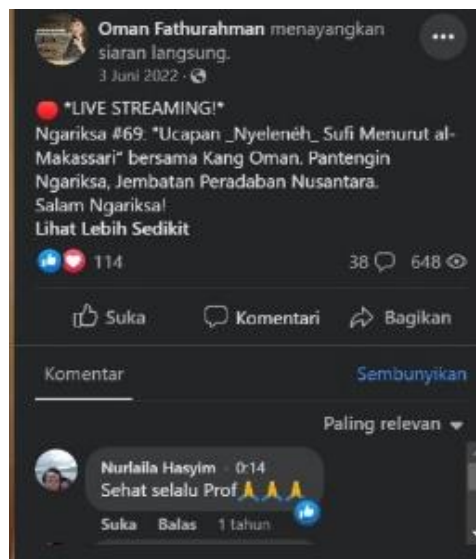 Oman Fathurahman menayangkan
siaran langsung.
3 Juni 2022 ·
*LIVE STREAMING!*
Ngariksa #69: "Ucapan _Nyelenéh_ Sufi Menurut al-
Makassari" bersama Kang Oman. Pantengin
Ngariksa, Jembatan Peradaban Nusantara.
Salam Ngariksa!
Lihat Lebih Sedikit
114 38 648
Suka Komentari Bagikan
Komentar Sembunyikan
Paling relevan
Nurlaila Hasyim · 0:14
Sehat selalu Prof🙏🙏🙏
Suka Balas 1 tahun